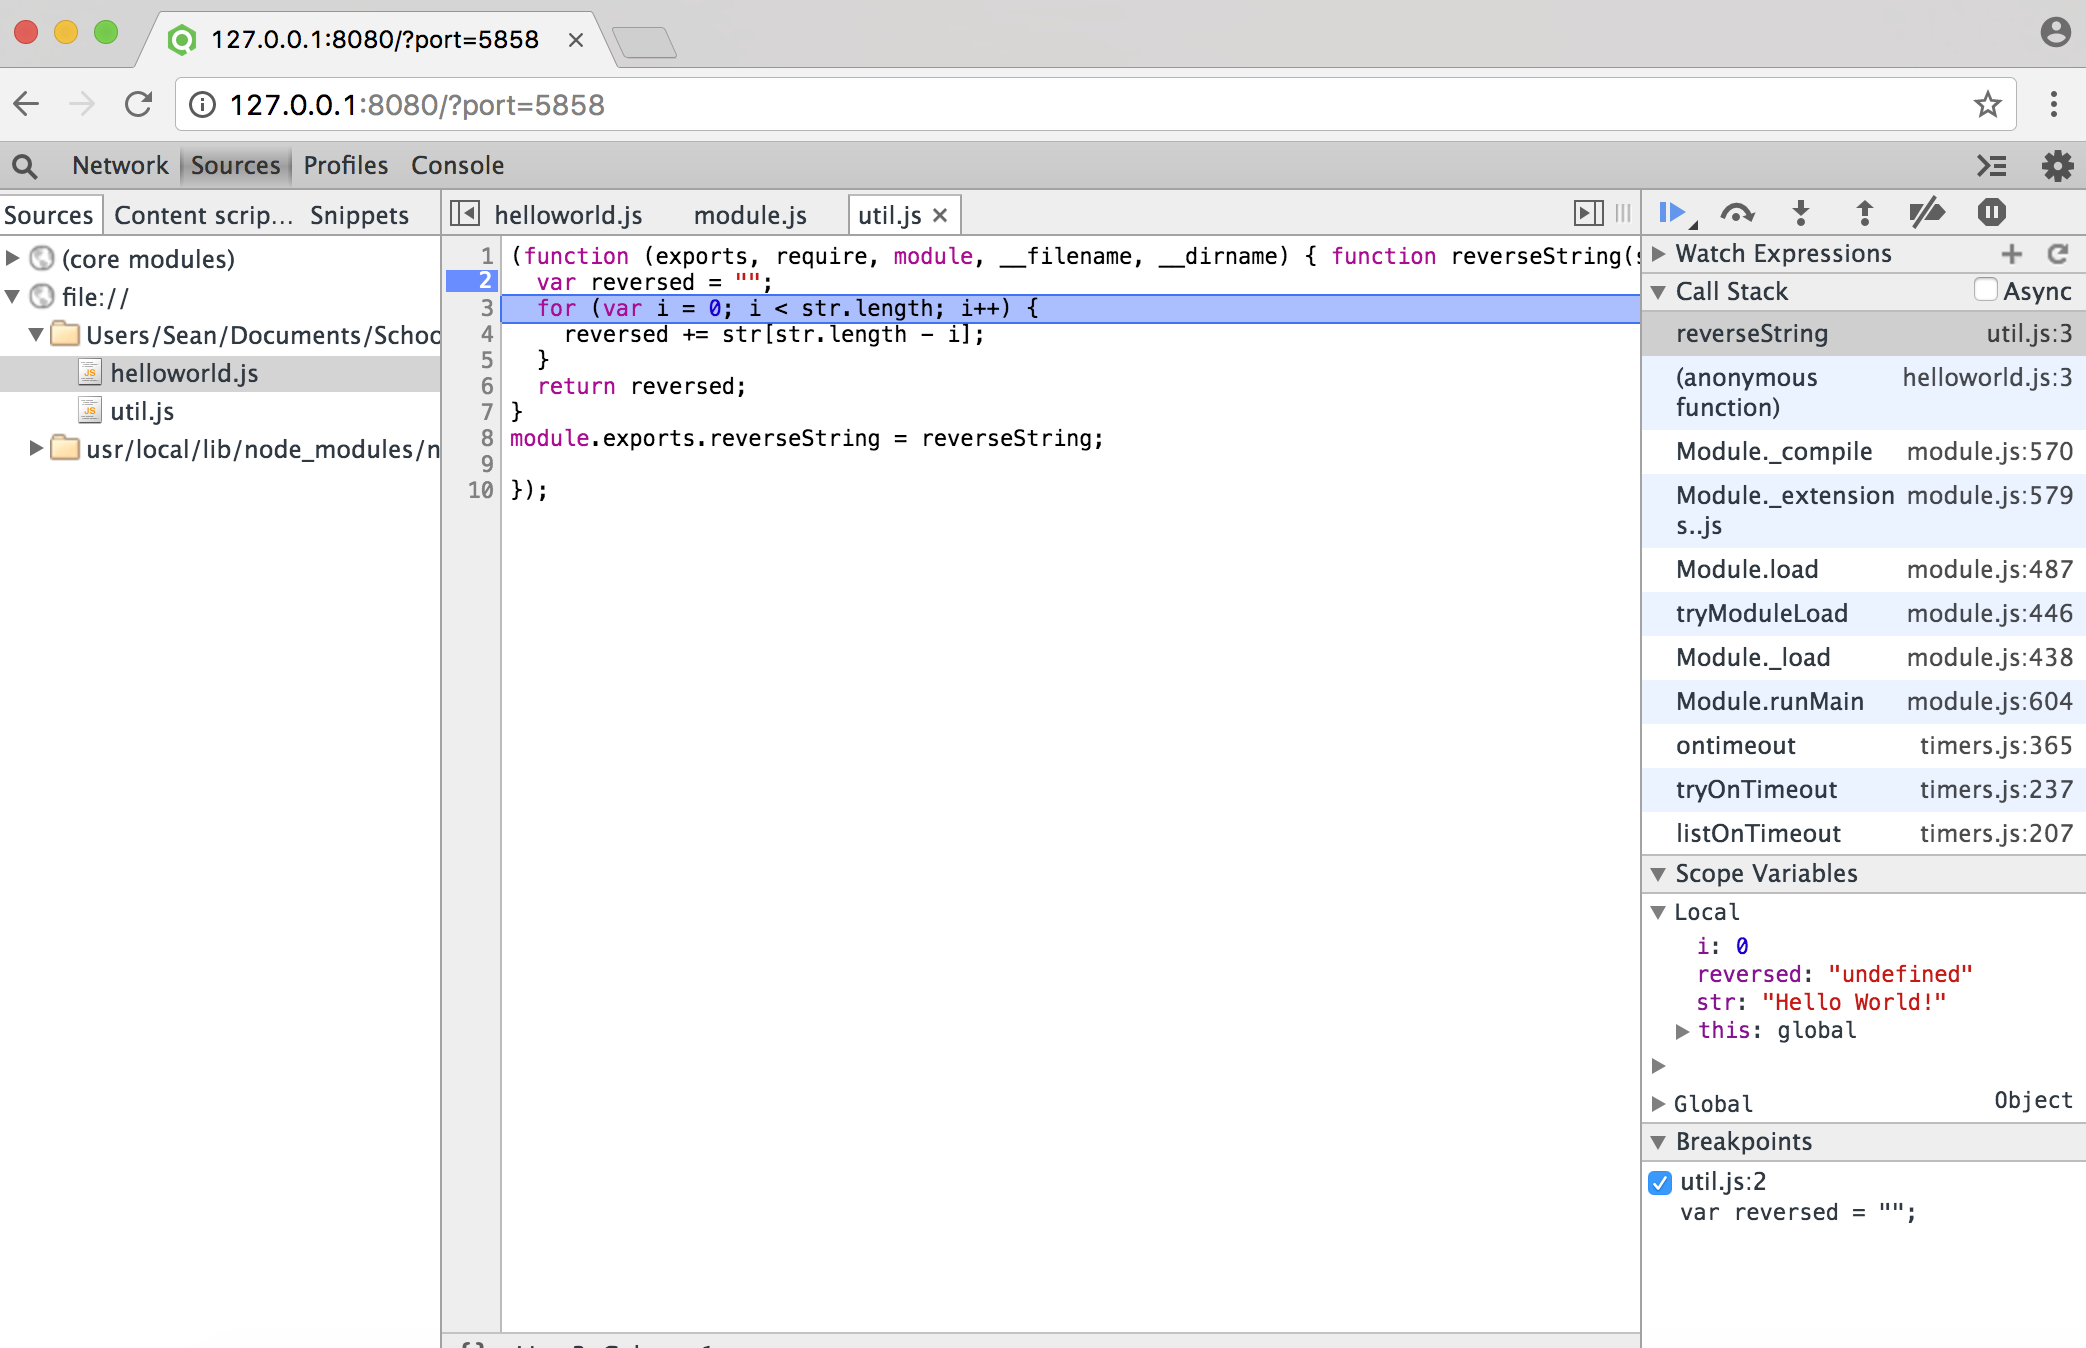 127.0.0.1:8080/?port=5858
127.0.0.1:8080/?port=5858
Network Sources Profiles Console
Sources Content scrip... Snippets
(core modules)
file://
Users/Sean/Documents/Schoo
helloworld.js
util.js
usr/local/lib/node_modules/n
helloworld.js module.js util.js
1 (function (exports, require, module, __filename, __dirname) { function reverseString(
2 var reversed = "";
3 for (var i = 0; i < str.length; i++) {
4 reversed += str[str.length - i];
5 }
6 return reversed;
7 }
8 module.exports.reverseString = reverseString;
9
10 });
Watch Expressions
Call Stack Async
reverseString util.js:3
(anonymous helloworld.js:3
function)
Module._compile module.js:570
Module._extension module.js:579
s..js
Module.load module.js:487
tryModuleLoad module.js:446
Module._load module.js:438
Module.runMain module.js:604
ontimeout timers.js:365
tryOnTimeout timers.js:237
listOnTimeout timers.js:207
Scope Variables
Local
i: 0
reversed: "undefined"
str: "Hello World!"
this: global
Global Object
Breakpoints
util.js:2
var reversed = "";